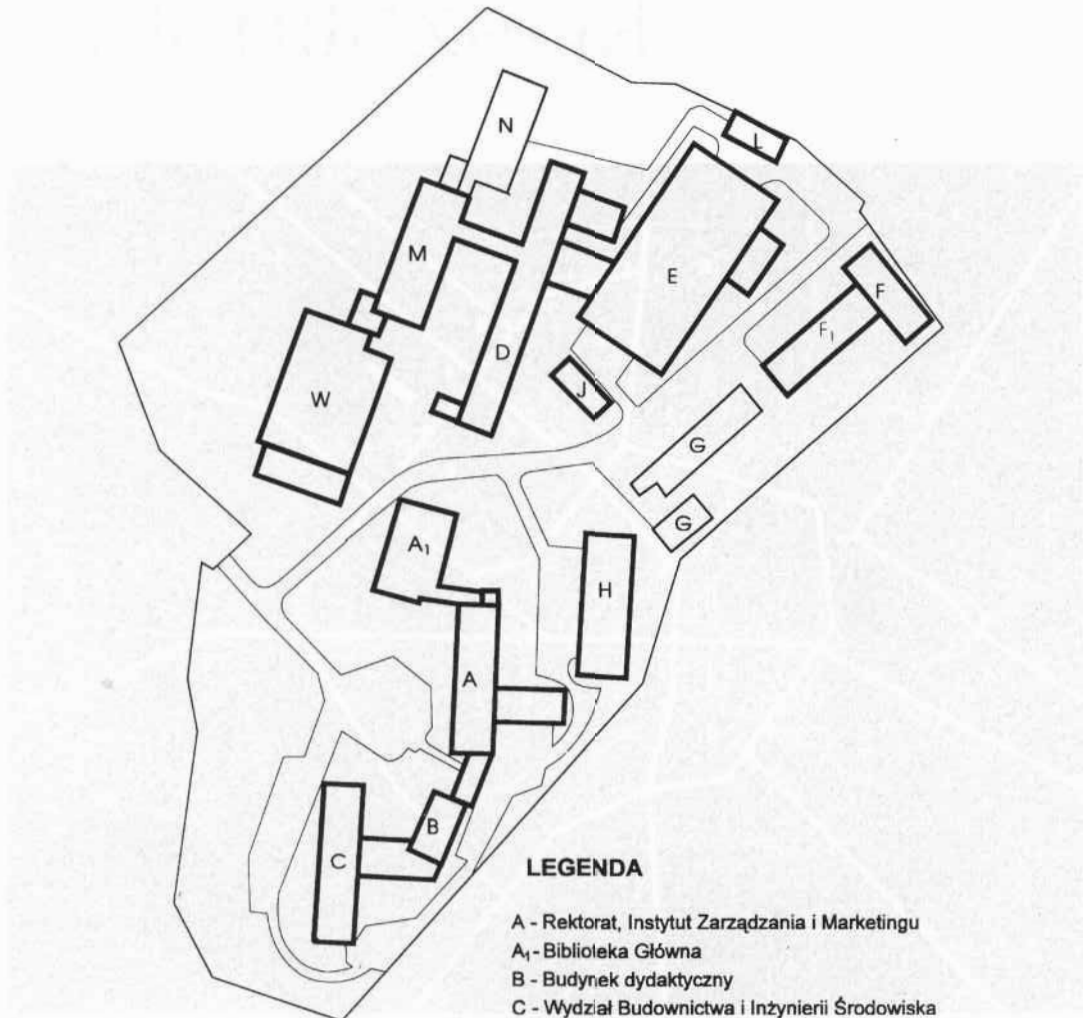 N
L
M
E
F
F₁
D
J
W
G
G
A₁
H
A
B
C
LEGENDA
A - Rektorat, Instytut Zarządzania i Marketingu
A₁- Biblioteka Główna
B - Budynek dydaktyczny
C - Wydział Budownictwa i Inżynierii Środowiska